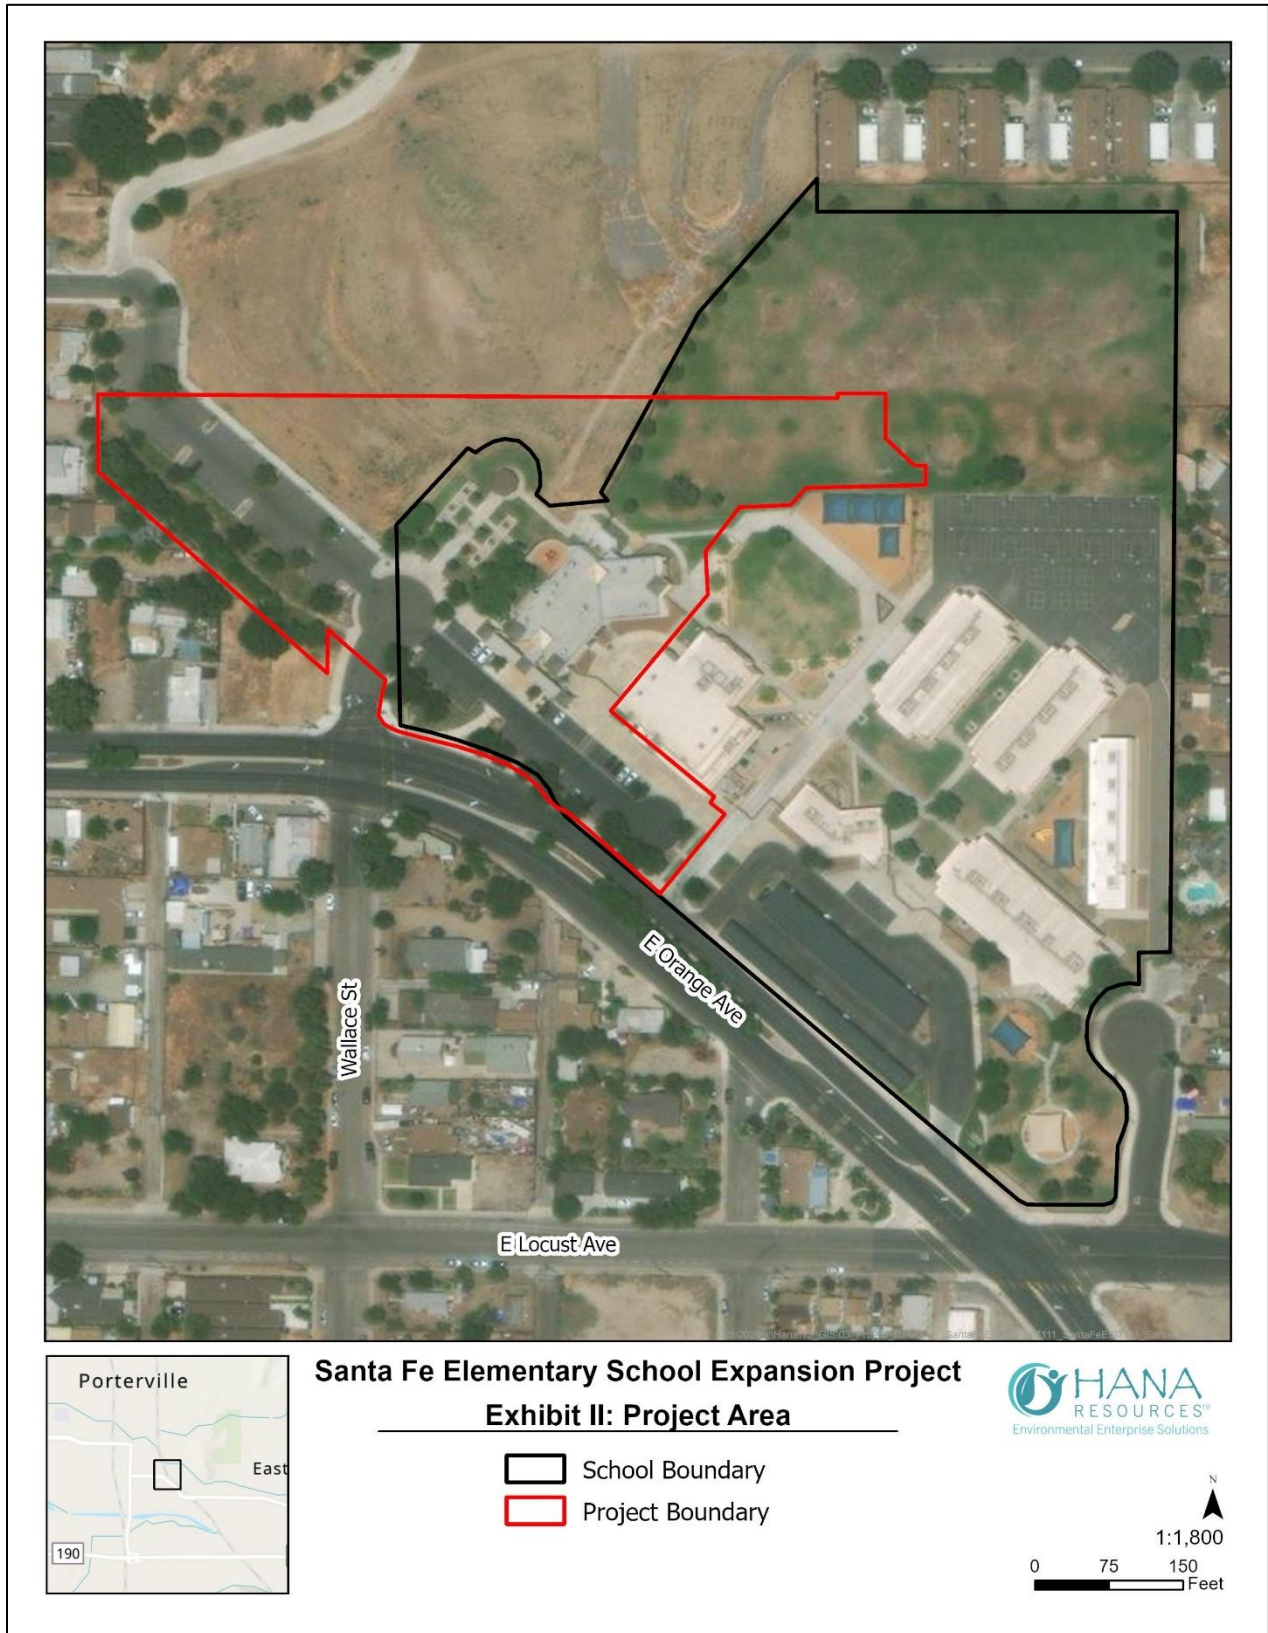 E Orange Ave
Wallace St
E Locust Ave
Porterville
East
190
Santa Fe Elementary School Expansion Project
Exhibit II: Project Area
School Boundary
Project Boundary
HANA
RESOURCES™
Environmental Enterprise Solutions
N
1:1,800
0 75 150
Feet